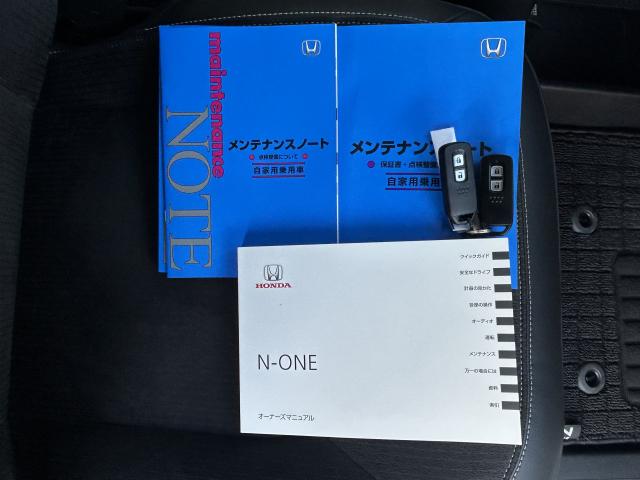 maintenance
NOTE
メンテナンスノート
点検整備について
自家用乗用車
メンテナンスノート
保証書・点検整備
自家用乗用
HONDA
N-ONE
オーナーズマニュアル
クイックガイド
安全なドライブ
計器の見かた
各部の操作
オーディオ
運転
メンテナンス
万一の場合には
資料
索引